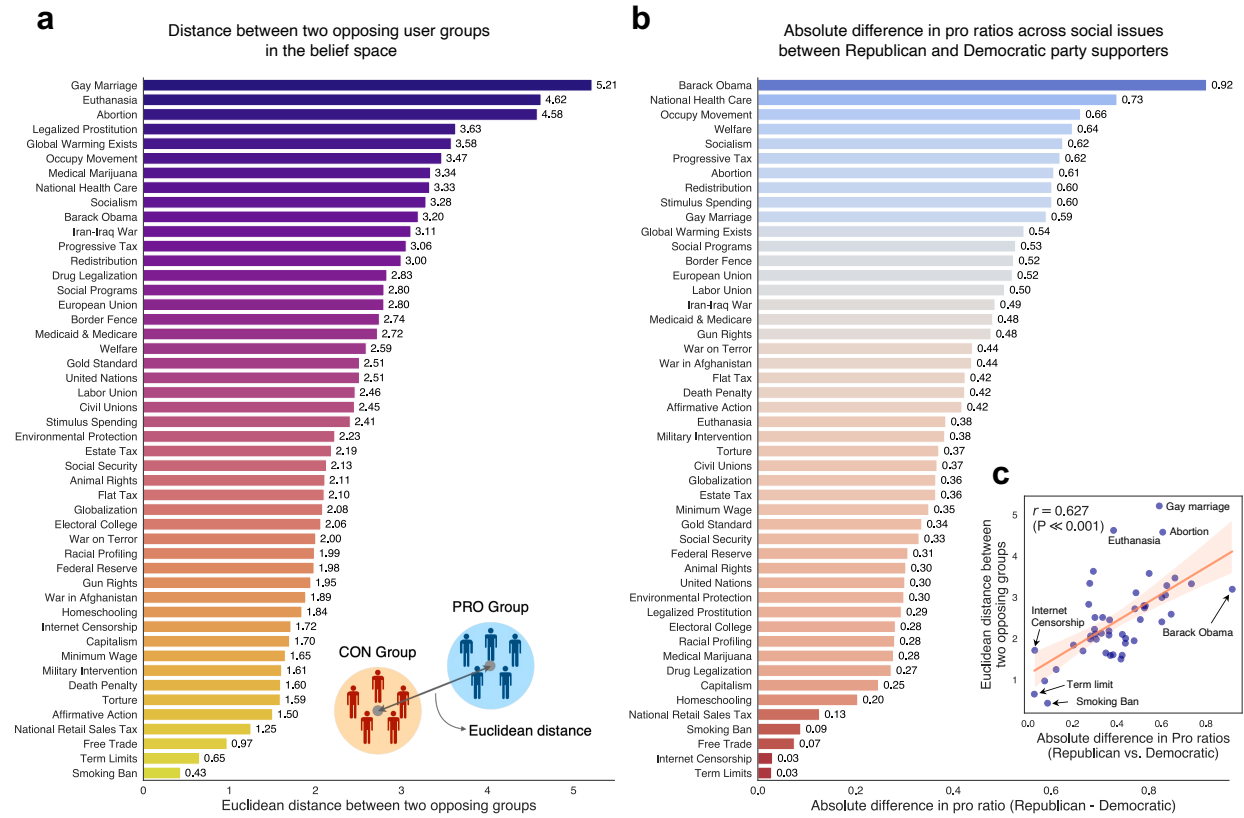 a
Distance between two opposing user groups
in the belief space
Gay Marriage 5.21
Euthanasia 4.62
Abortion 4.58
Legalized Prostitution 3.63
Global Warming Exists 3.58
Occupy Movement 3.47
Medical Marijuana 3.34
National Health Care 3.33
Socialism 3.28
Barack Obama 3.20
Iran-Iraq War 3.11
Progressive Tax 3.06
Redistribution 3.00
Drug Legalization 2.83
Social Programs 2.80
European Union 2.80
Border Fence 2.74
Medicaid & Medicare 2.72
Welfare 2.59
Gold Standard 2.51
United Nations 2.51
Labor Union 2.46
Civil Unions 2.45
Stimulus Spending 2.41
Environmental Protection 2.23
Estate Tax 2.19
Social Security 2.13
Animal Rights 2.11
Flat Tax 2.10
Globalization 2.08
Electoral College 2.06
War on Terror 2.00
Racial Profiling 1.99
Federal Reserve 1.98
Gun Rights 1.95
War in Afghanistan 1.89
Homeschooling 1.84
Internet Censorship 1.72
Capitalism 1.70
Minimum Wage 1.65
Military Intervention 1.61
Death Penalty 1.60
Torture 1.59
Affirmative Action 1.50
National Retail Sales Tax 1.25
Free Trade 0.97
Term Limits 0.65
Smoking Ban 0.43
0 1 2 3 4 5
Euclidean distance between two opposing groups
PRO Group
CON Group
Euclidean distance
b
Absolute difference in pro ratios across social issues
between Republican and Democratic party supporters
Barack Obama 0.92
National Health Care 0.73
Occupy Movement 0.66
Welfare 0.64
Socialism 0.62
Progressive Tax 0.62
Abortion 0.61
Redistribution 0.60
Stimulus Spending 0.60
Gay Marriage 0.59
Global Warming Exists 0.54
Social Programs 0.53
Border Fence 0.52
European Union 0.52
Labor Union 0.50
Iran-Iraq War 0.49
Medicaid & Medicare 0.48
Gun Rights 0.48
War on Terror 0.44
War in Afghanistan 0.44
Flat Tax 0.42
Death Penalty 0.42
Affirmative Action 0.42
Euthanasia 0.38
Military Intervention 0.38
Torture 0.37
Civil Unions 0.37
Globalization 0.36
Estate Tax 0.36
Minimum Wage 0.35
Gold Standard 0.34
Social Security 0.33
Federal Reserve 0.31
Animal Rights 0.30
United Nations 0.30
Environmental Protection 0.30
Legalized Prostitution 0.29
Electoral College 0.28
Racial Profiling 0.28
Medical Marijuana 0.28
Drug Legalization 0.27
Capitalism 0.25
Homeschooling 0.20
National Retail Sales Tax 0.13
Smoking Ban 0.09
Free Trade 0.07
Internet Censorship 0.03
Term Limits 0.03
0.0 0.2 0.4 0.6 0.8
Absolute difference in pro ratio (Republican - Democratic)
c
r = 0.627
(P ≪ 0.001)
Gay marriage
Abortion
Euthanasia
Internet
Censorship
Barack Obama
Term limit
Smoking Ban
5
4
3
2
1
Euclidean distance between
two opposing groups
0.0 0.2 0.4 0.6 0.8
Absolute difference in Pro ratios
(Republican vs. Democratic)